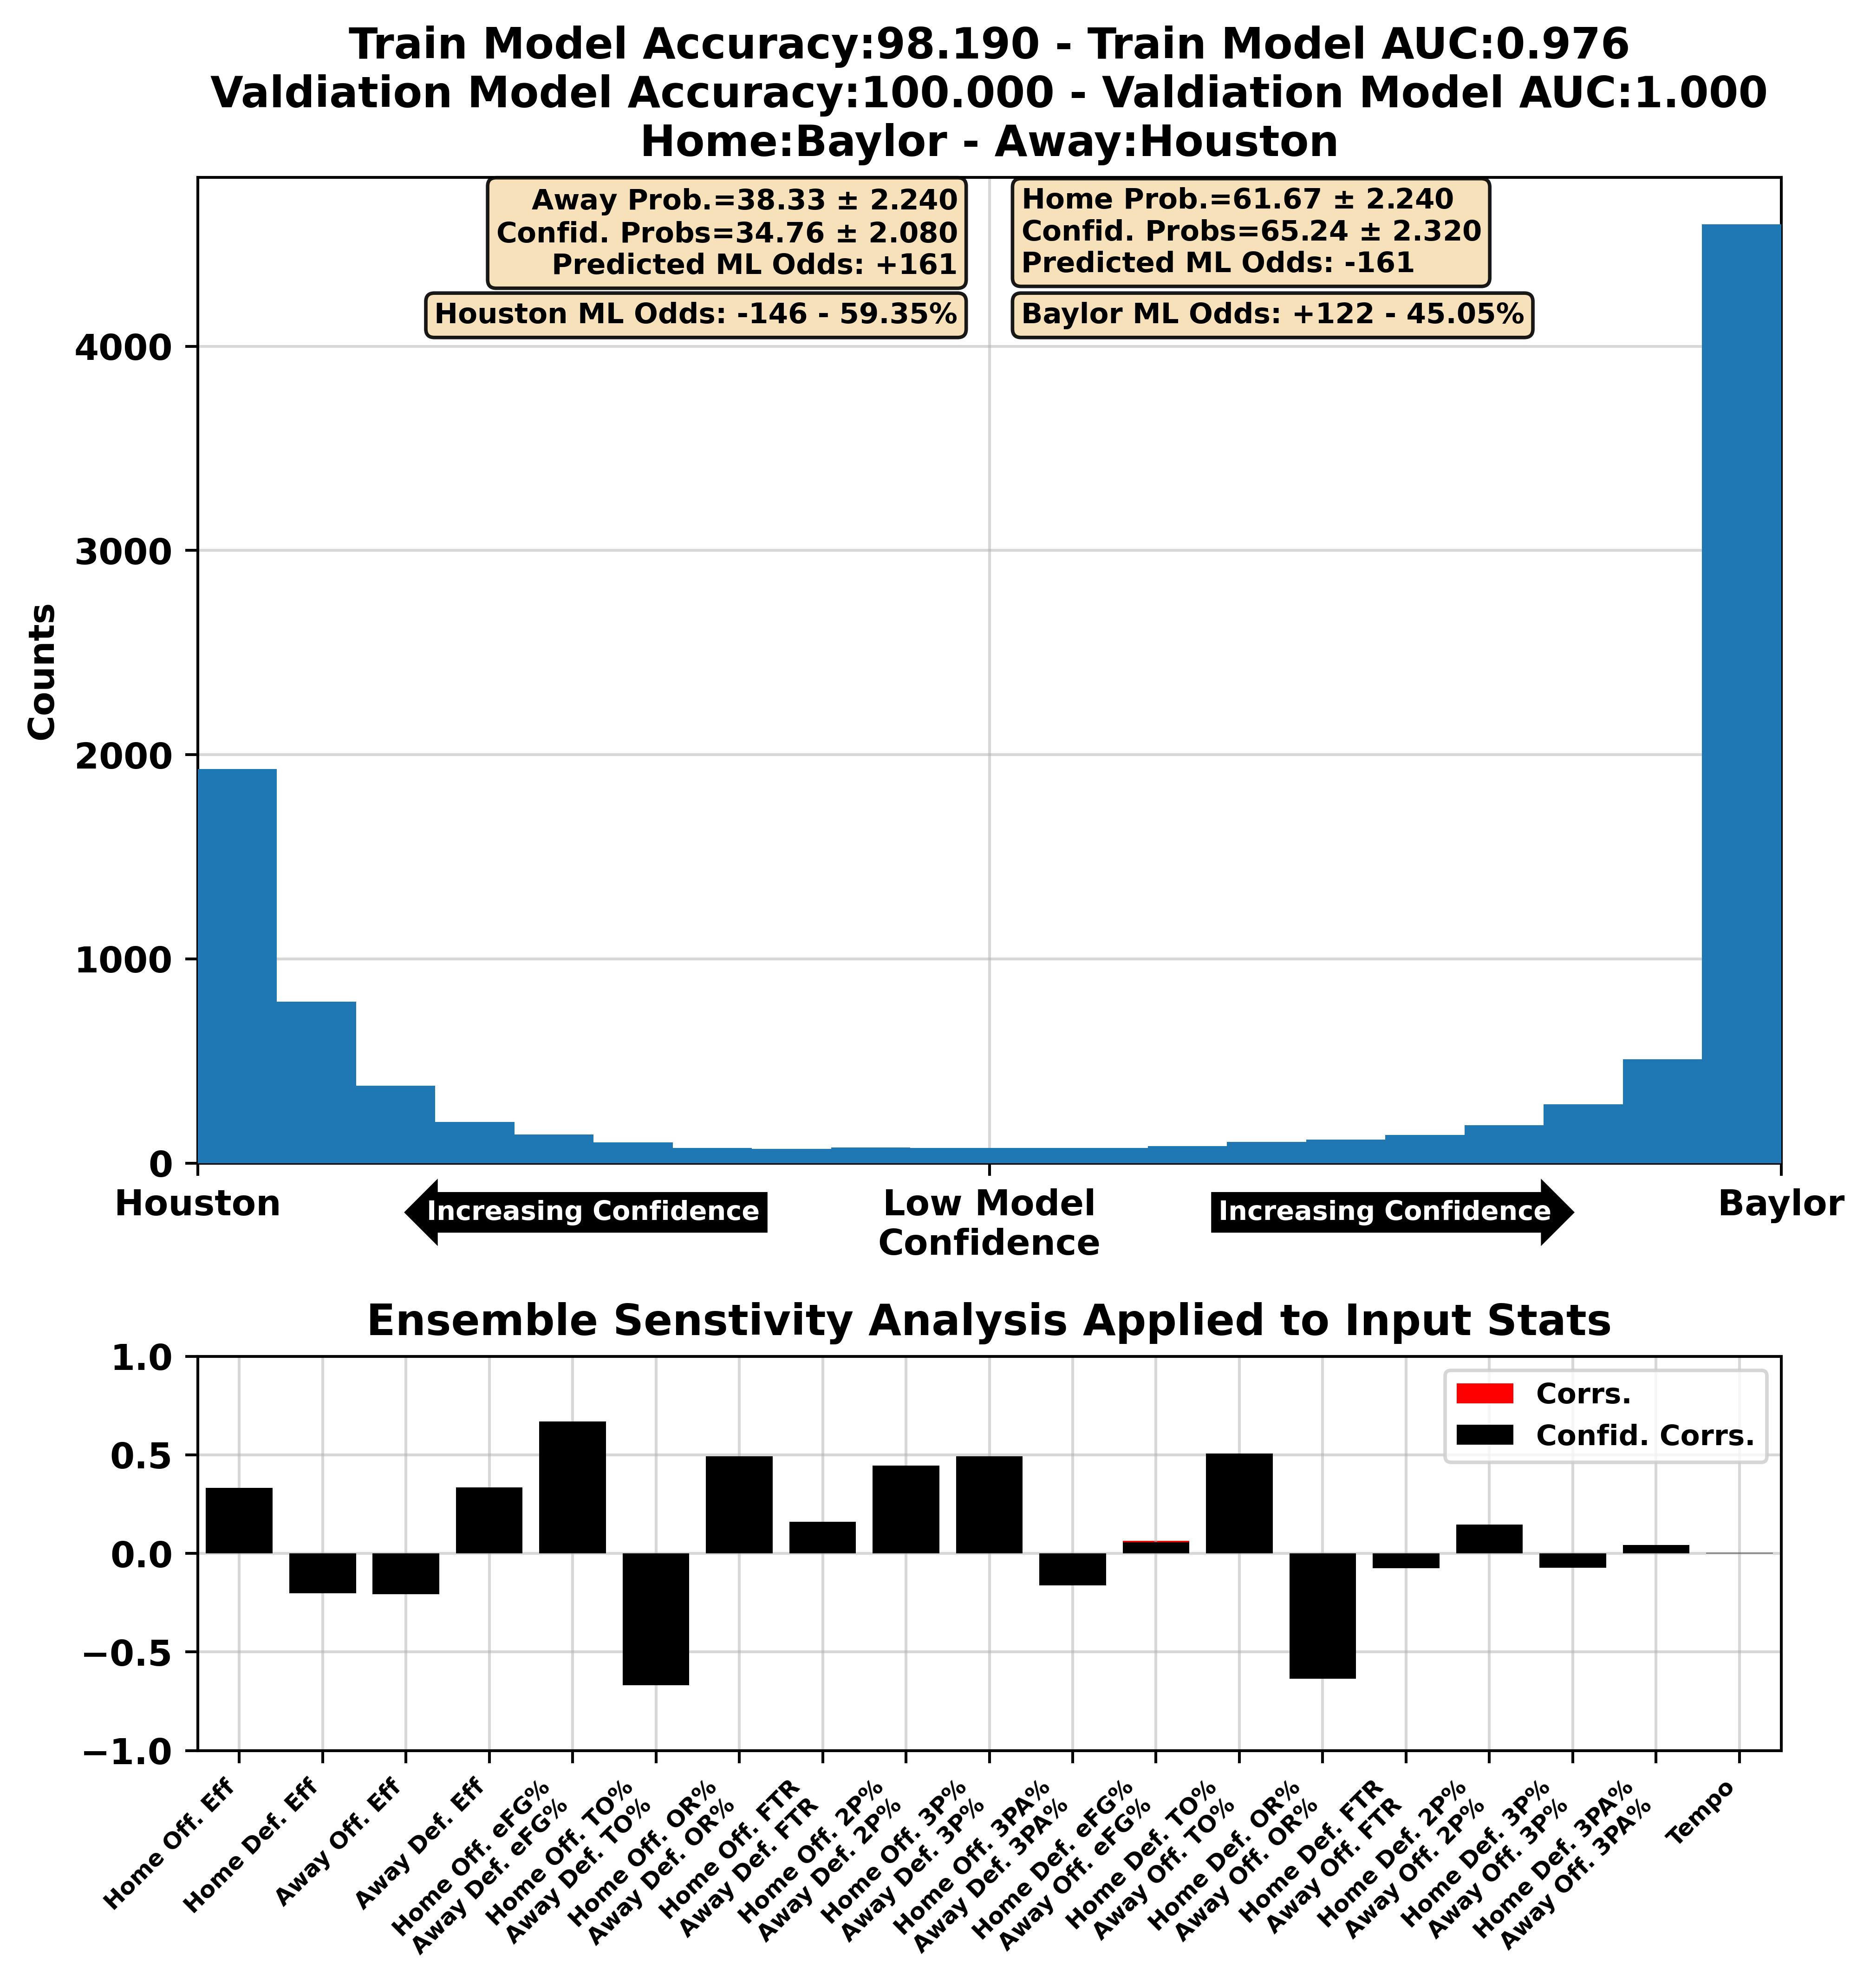 Train Model Accuracy:98.190 - Train Model AUC:0.976
Valdiation Model Accuracy:100.000 - Valdiation Model AUC:1.000
Home:Baylor - Away:Houston
Away Prob.=38.33 ± 2.240
Confid. Probs=34.76 ± 2.080
Predicted ML Odds: +161
Houston ML Odds: -146 - 59.35%
Home Prob.=61.67 ± 2.240
Confid. Probs=65.24 ± 2.320
Predicted ML Odds: -161
Baylor ML Odds: +122 - 45.05%
Counts
4000
3000
2000
1000
0
Houston
Increasing Confidence
Low Model
Confidence
Increasing Confidence
Baylor
Ensemble Senstivity Analysis Applied to Input Stats
1.0
0.5
0.0
−0.5
−1.0
Corrs.
Confid. Corrs.
Home Off. Eff
Home Def. Eff
Away Off. Eff
Away Def. Eff
Home Off. eFG%
Away Def. eFG%
Home Off. TO%
Away Def. TO%
Home Off. OR%
Away Def. OR%
Home Off. FTR
Away Def. FTR
Home Off. 2P%
Away Def. 2P%
Home Off. 3P%
Away Def. 3P%
Home Off. 3PA%
Away Def. 3PA%
Home Def. eFG%
Away Off. eFG%
Home Def. TO%
Away Off. TO%
Home Def. OR%
Away Off. OR%
Home Def. FTR
Away Off. FTR
Home Def. 2P%
Away Off. 2P%
Home Def. 3P%
Away Off. 3P%
Home Def. 3PA%
Away Off. 3PA%
Tempo